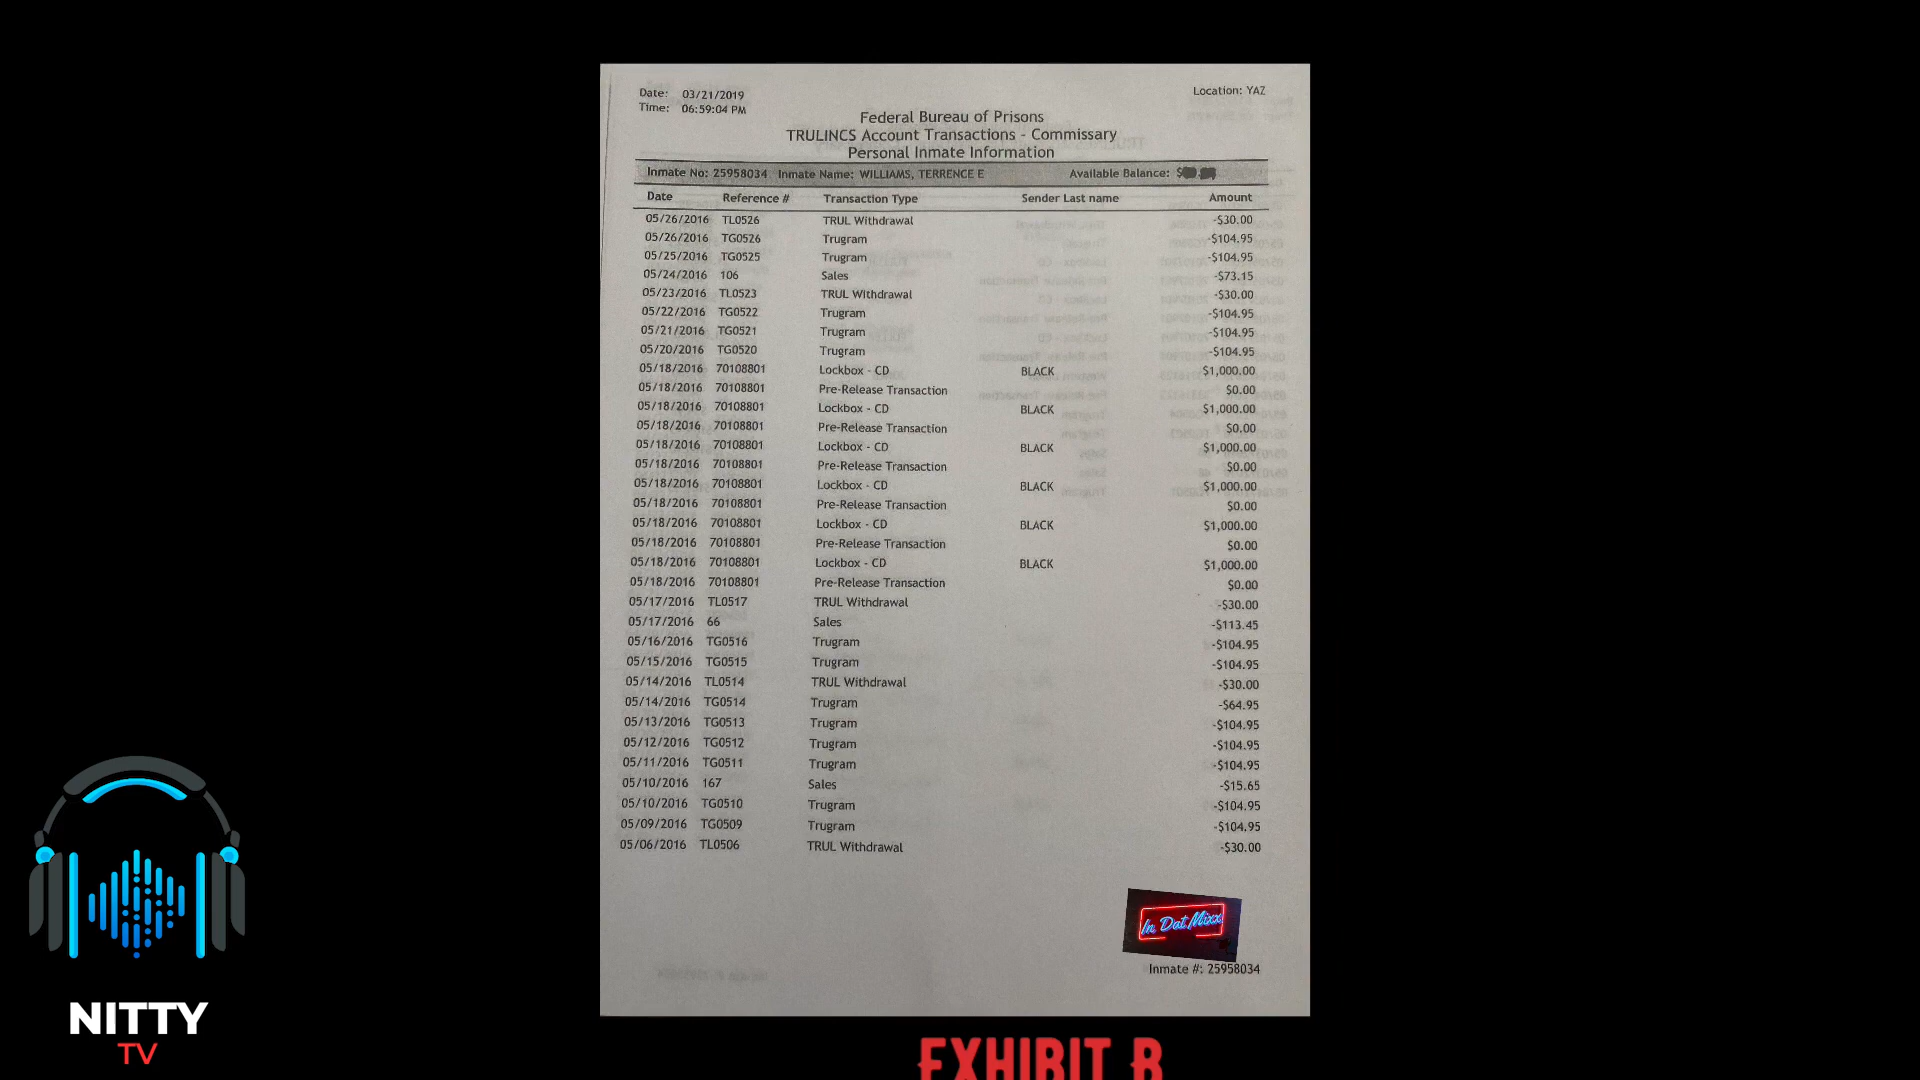 Date: 03/21/2019
Time: 06:59:04 PM
Location: YAZ
Federal Bureau of Prisons
TRULINCS Account Transactions - Commissary
Personal Inmate Information
Inmate No: 25958034 Inmate Name: WILLIAMS, TERRENCE E Available Balance: $
Date Reference # Transaction Type Sender Last name Amount
05/26/2016 TL0526 TRUL Withdrawal -$30.00
05/26/2016 TG0526 Trugram -$104.95
05/25/2016 TG0525 Trugram -$104.95
05/24/2016 106 Sales -$73.15
05/23/2016 TL0523 TRUL Withdrawal -$30.00
05/22/2016 TG0522 Trugram -$104.95
05/21/2016 TG0521 Trugram -$104.95
05/20/2016 TG0520 Trugram -$104.95
05/18/2016 70108801 Lockbox - CD BLACK $1,000.00
05/18/2016 70108801 Pre-Release Transaction $0.00
05/18/2016 70108801 Lockbox - CD BLACK $1,000.00
05/18/2016 70108801 Pre-Release Transaction $0.00
05/18/2016 70108801 Lockbox - CD BLACK $1,000.00
05/18/2016 70108801 Pre-Release Transaction $0.00
05/18/2016 70108801 Lockbox - CD BLACK $1,000.00
05/18/2016 70108801 Pre-Release Transaction $0.00
05/18/2016 70108801 Lockbox - CD BLACK $1,000.00
05/18/2016 70108801 Pre-Release Transaction $0.00
05/18/2016 70108801 Lockbox - CD BLACK $1,000.00
05/18/2016 70108801 Pre-Release Transaction $0.00
05/17/2016 TL0517 TRUL Withdrawal -$30.00
05/17/2016 66 Sales -$113.45
05/16/2016 TG0516 Trugram -$104.95
05/15/2016 TG0515 Trugram -$104.95
05/14/2016 TL0514 TRUL Withdrawal -$30.00
05/14/2016 TG0514 Trugram -$64.95
05/13/2016 TG0513 Trugram -$104.95
05/12/2016 TG0512 Trugram -$104.95
05/11/2016 TG0511 Trugram -$104.95
05/10/2016 167 Sales -$15.65
05/10/2016 TG0510 Trugram -$104.95
05/09/2016 TG0509 Trugram -$104.95
05/06/2016 TL0506 TRUL Withdrawal -$30.00
In Dat Mixx
Inmate #: 25958034
NITTY
TV
EXHIBIT B